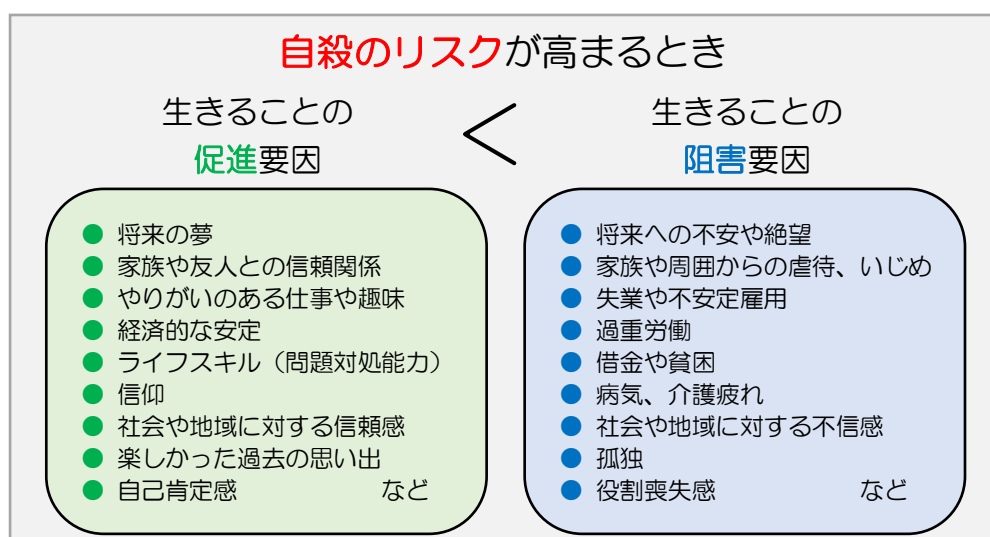 自殺のリスクが高まるとき
生きることの
促進要因
<
生きることの
阻害要因
● 将来の夢
● 家族や友人との信頼関係
● やりがいのある仕事や趣味
● 経済的な安定
● ライフスキル（問題対処能力）
● 信仰
● 社会や地域に対する信頼感
● 楽しかった過去の思い出
● 自己肯定感　など
● 将来への不安や絶望
● 家族や周囲からの虐待、いじめ
● 失業や不安定雇用
● 過重労働
● 借金や貧困
● 病気、介護疲れ
● 社会や地域に対する不信感
● 孤独
● 役割喪失感　など